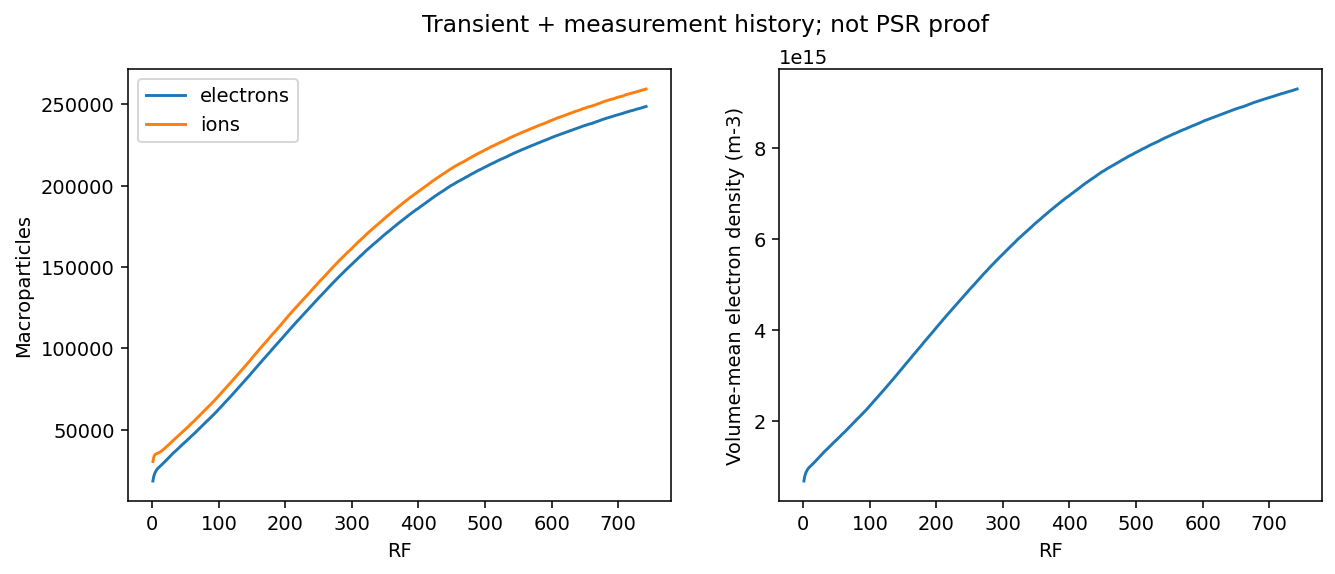 Transient + measurement history; not PSR proof
electrons
ions
Macroparticles
250000
200000
150000
100000
50000
0 100 200 300 400 500 600 700
RF
1e15
Volume-mean electron density (m-3)
8
6
4
2
0 100 200 300 400 500 600 700
RF